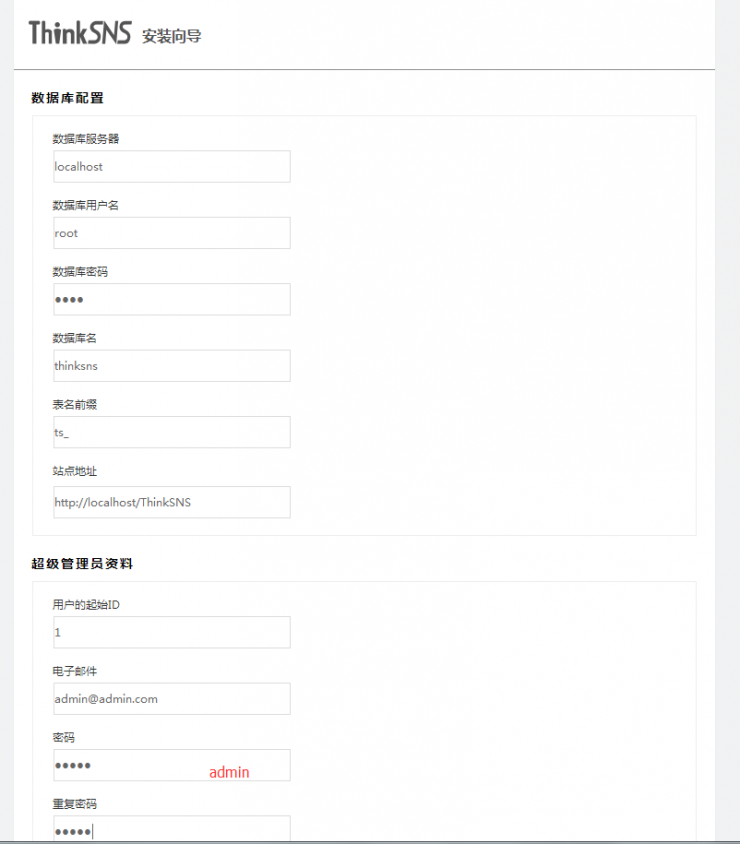 ThinkSNS 安装向导
数据库配置
数据库服务器
localhost
数据库用户名
root
数据库密码
••••
数据库名
thinksns
表名前缀
ts_
站点地址
http://localhost/ThinkSNS
超级管理员资料
用户的起始ID
1
电子邮件
admin@admin.com
密码
••••• admin
重复密码
•••••